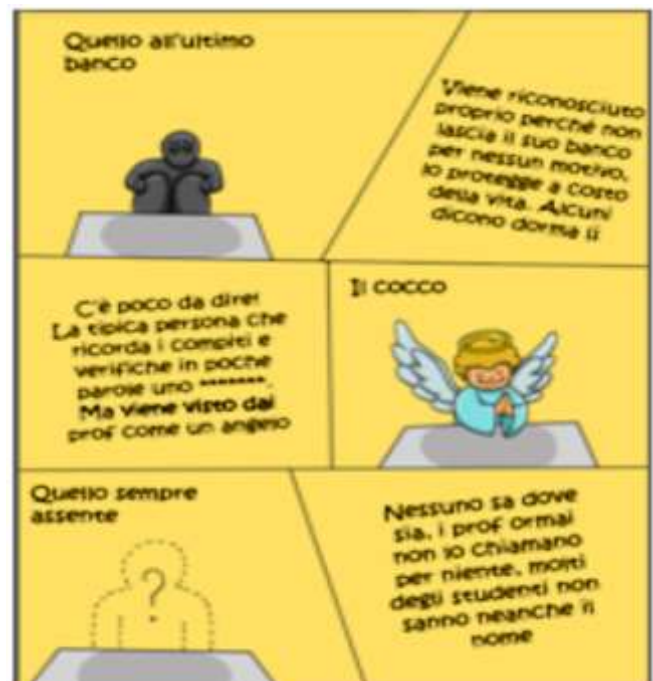 Quello all'ultimo
banco
Viene riconosciuto
proprio perché non
lascia il suo banco
per nessun motivo,
lo protegge a costo
della vita. Alcuni
dicono dorma lì
C'è poco da dire!
La tipica persona che
ricorda i compiti e
verifiche in poche
parole uno *******.
Ma viene visto dai
prof come un angelo
Il cocco
Quello sempre
assente
Nessuno sa dove
sia, i prof ormai
non lo chiamano
per niente, molti
degli studenti non
sanno neanche il
nome
?